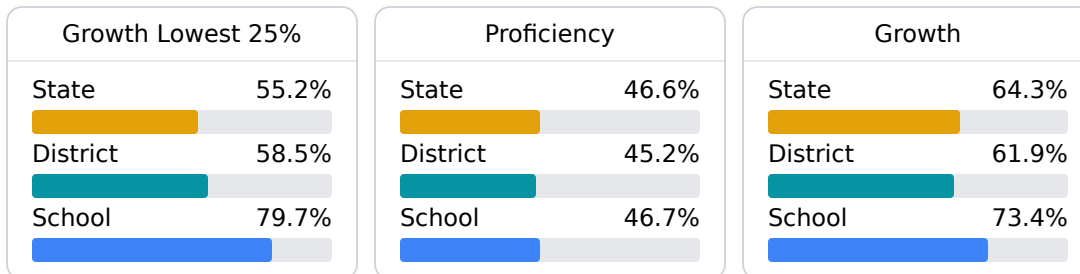 Growth Lowest 25%
State 55.2%
District 58.5%
School 79.7%
Proficiency
State 46.6%
District 45.2%
School 46.7%
Growth
State 64.3%
District 61.9%
School 73.4%